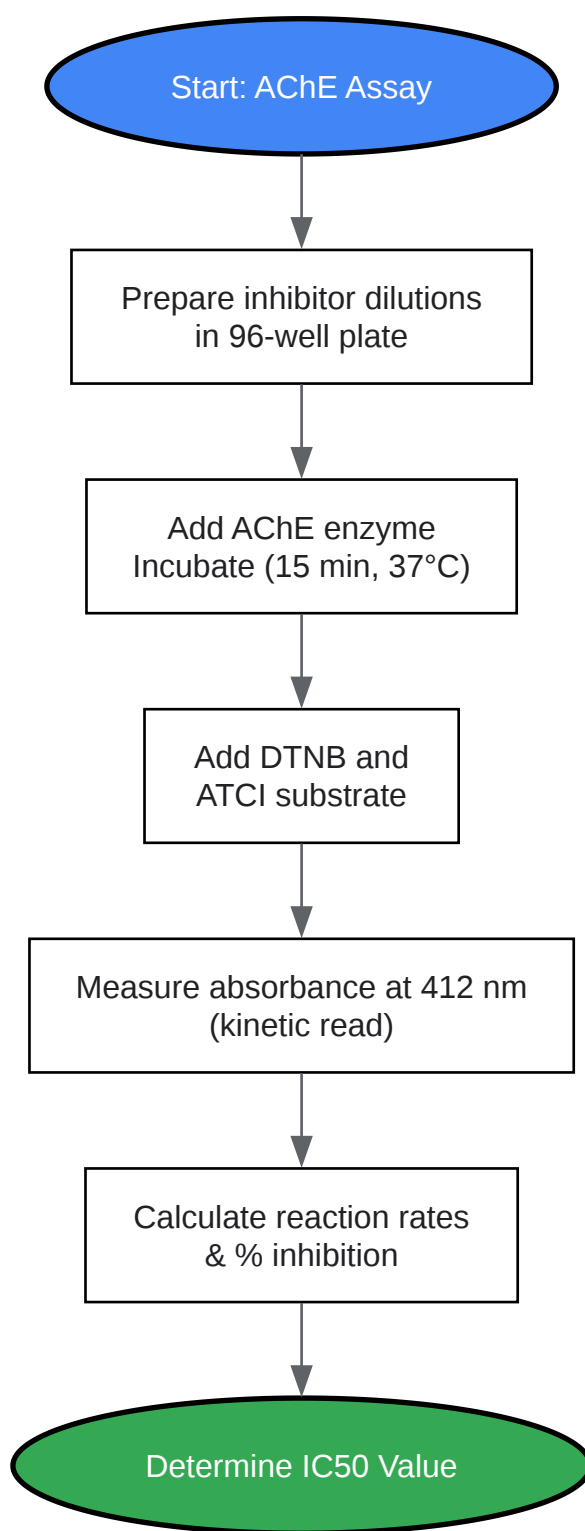 Start: AChE Assay
Prepare inhibitor dilutions
in 96-well plate
Add AChE enzyme
Incubate (15 min, 37°C)
Add DTNB and
ATCI substrate
Measure absorbance at 412 nm
(kinetic read)
Calculate reaction rates
& % inhibition
Determine IC50 Value